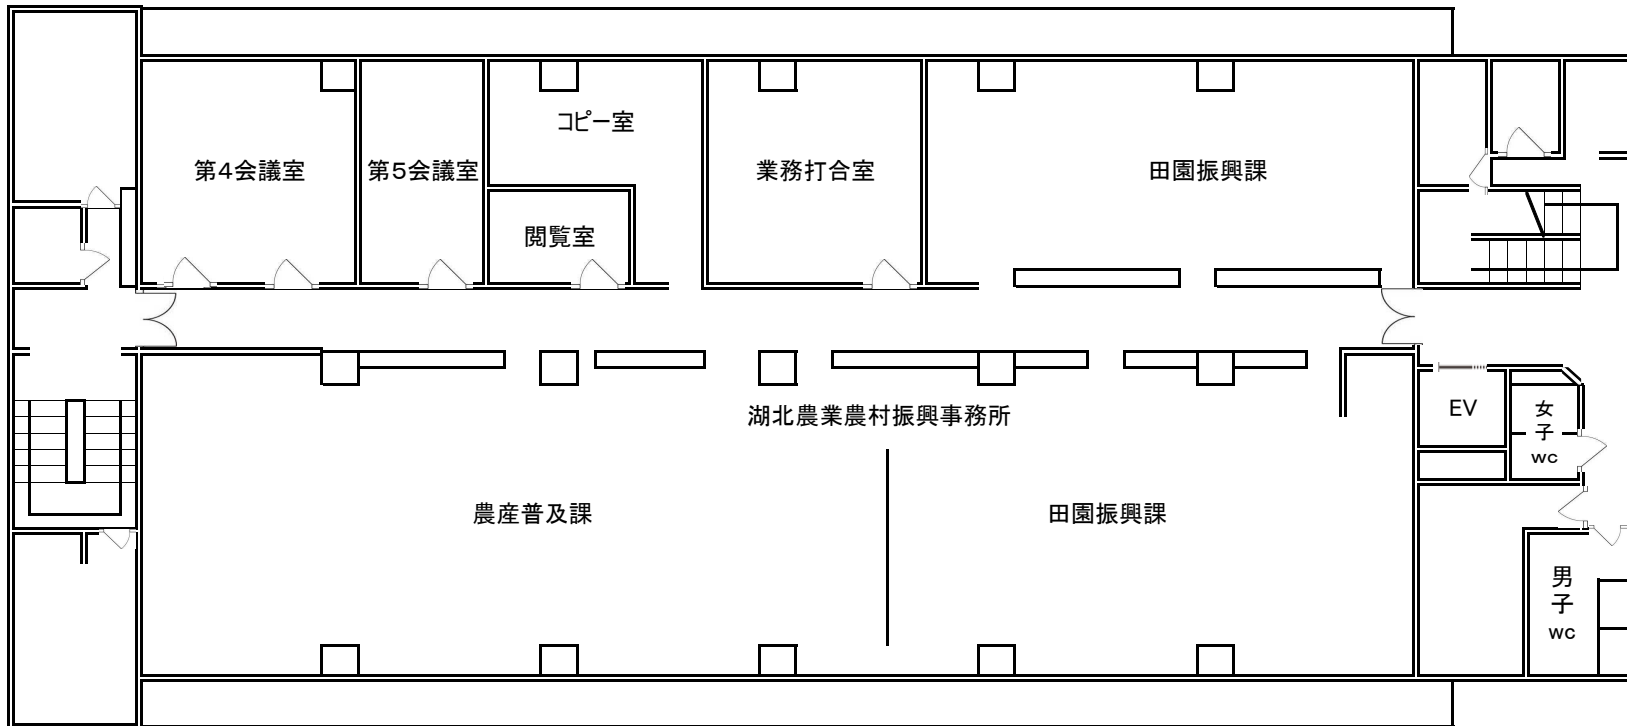 コピー室
第4会議室
第5会議室
業務打合室
田園振興課
閲覧室
湖北農業農村振興事務所
EV
女子
wc
農産普及課
田園振興課
男子
wc